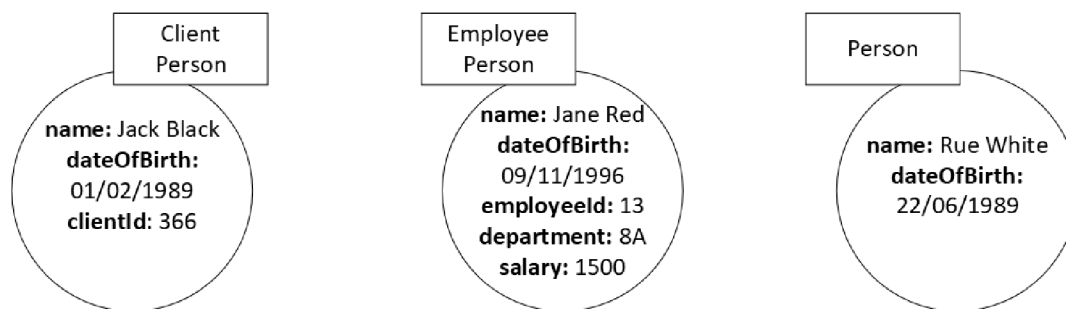 Client
Person
name: Jack Black
dateOfBirth:
01/02/1989
clientId: 366
Employee
Person
name: Jane Red
dateOfBirth:
09/11/1996
employeeId: 13
department: 8A
salary: 1500
Person
name: Rue White
dateOfBirth:
22/06/1989